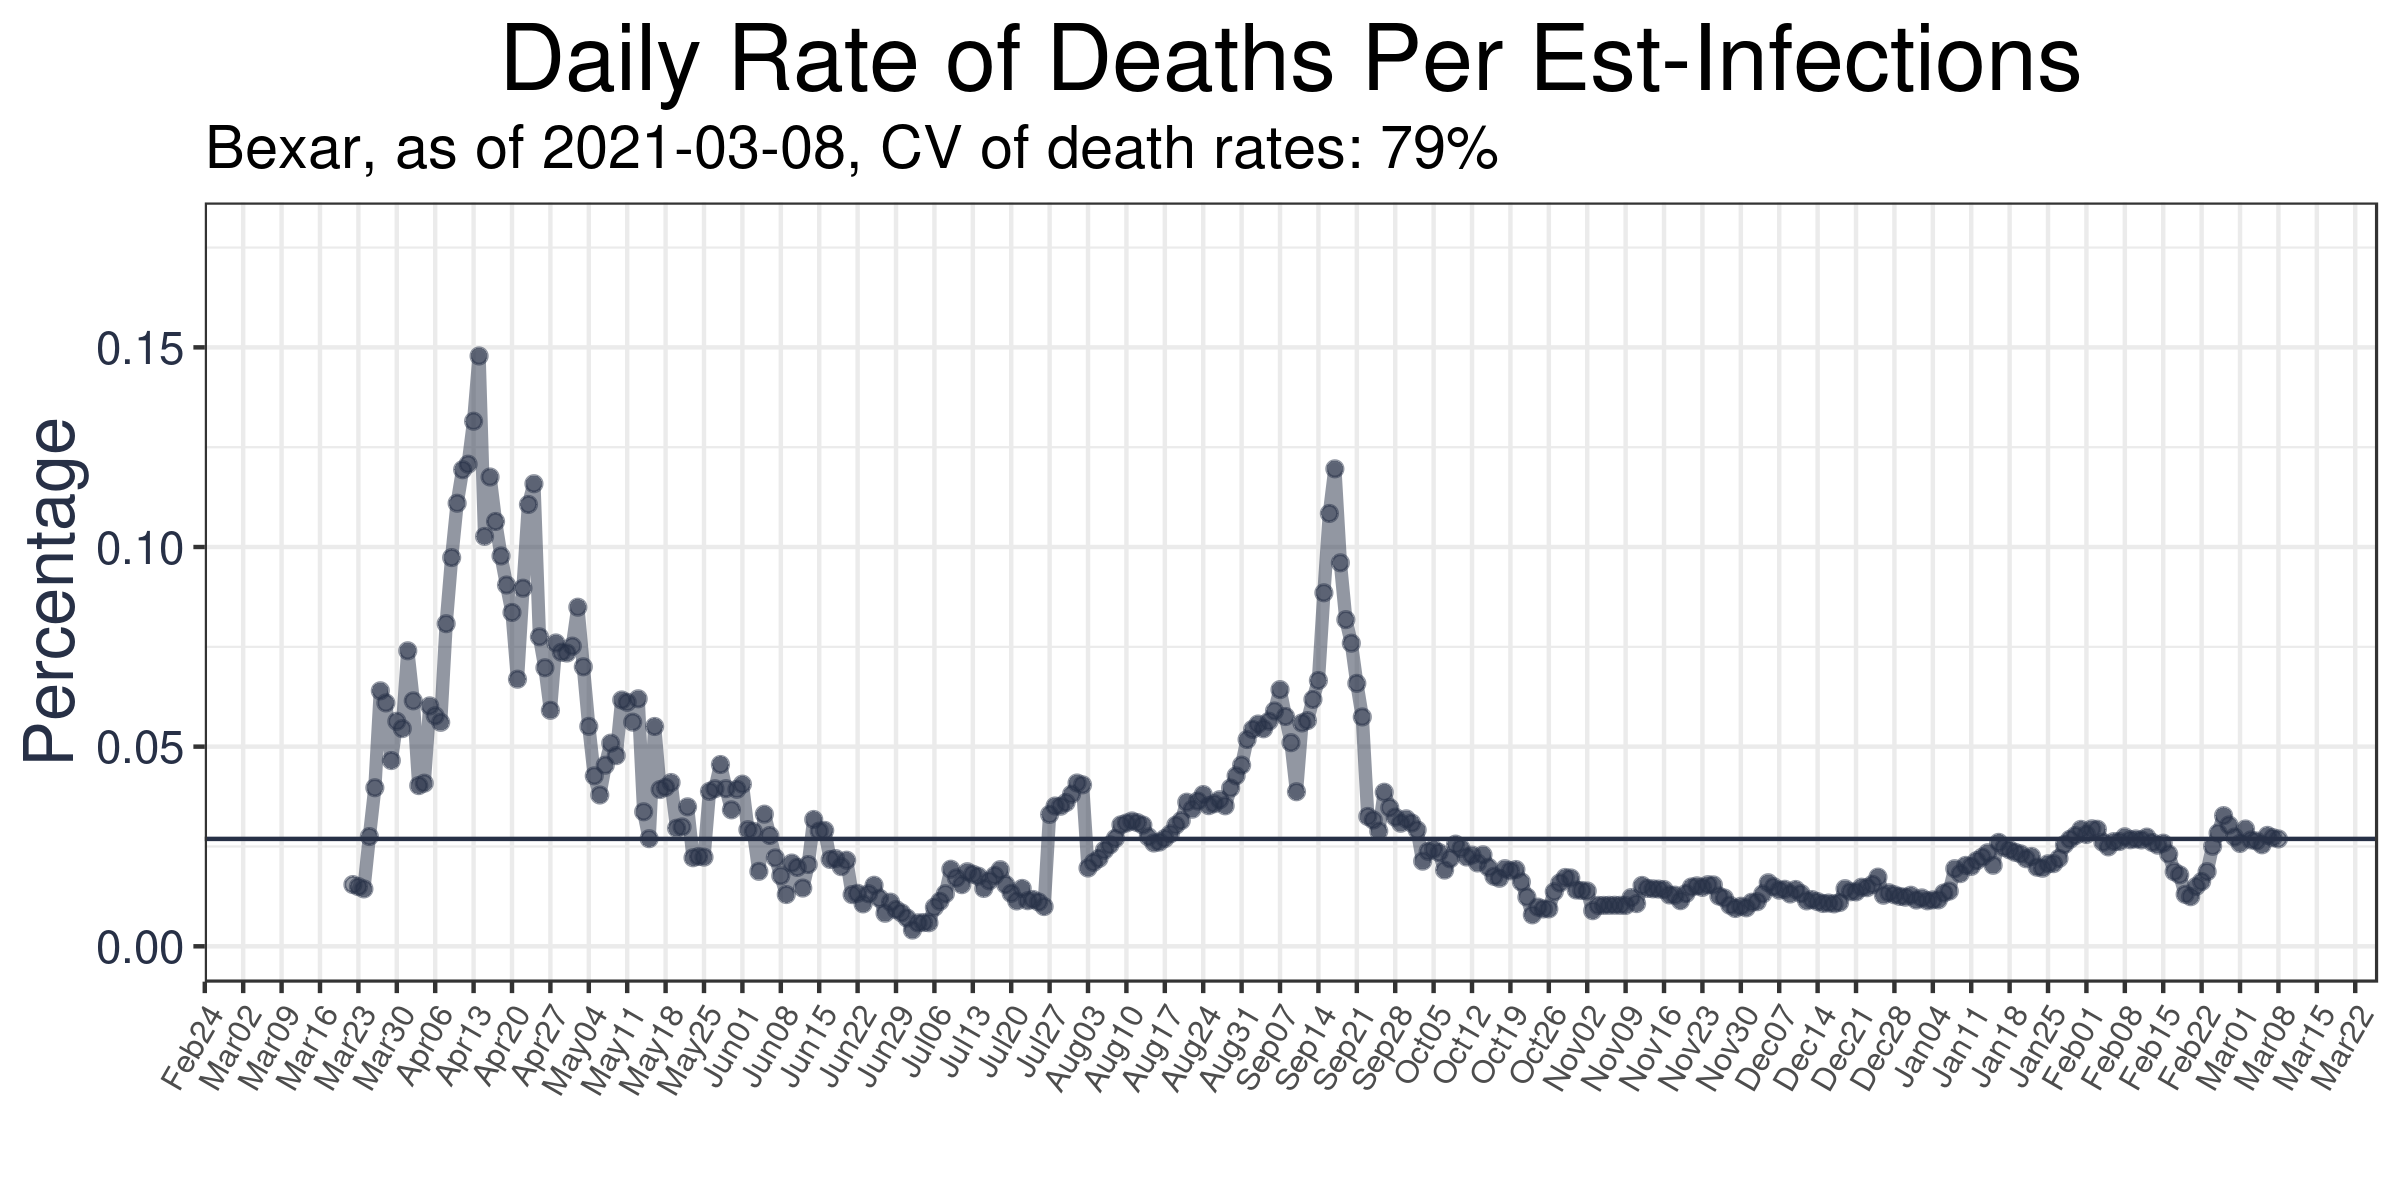 Daily Rate of Deaths Per Est-Infections
Bexar, as of 2021-03-08, CV of death rates: 79%
Percentage
0.15
0.10
0.05
0.00
Feb24
Mar02
Mar09
Mar16
Mar23
Mar30
Apr06
Apr13
Apr20
Apr27
May04
May11
May18
May25
Jun01
Jun08
Jun15
Jun22
Jun29
Jul06
Jul13
Jul20
Jul27
Aug03
Aug10
Aug17
Aug24
Aug31
Sep07
Sep14
Sep21
Sep28
Oct05
Oct12
Oct19
Oct26
Nov02
Nov09
Nov16
Nov23
Nov30
Dec07
Dec14
Dec21
Dec28
Jan04
Jan11
Jan18
Jan25
Feb01
Feb08
Feb15
Feb22
Mar01
Mar08
Mar15
Mar22